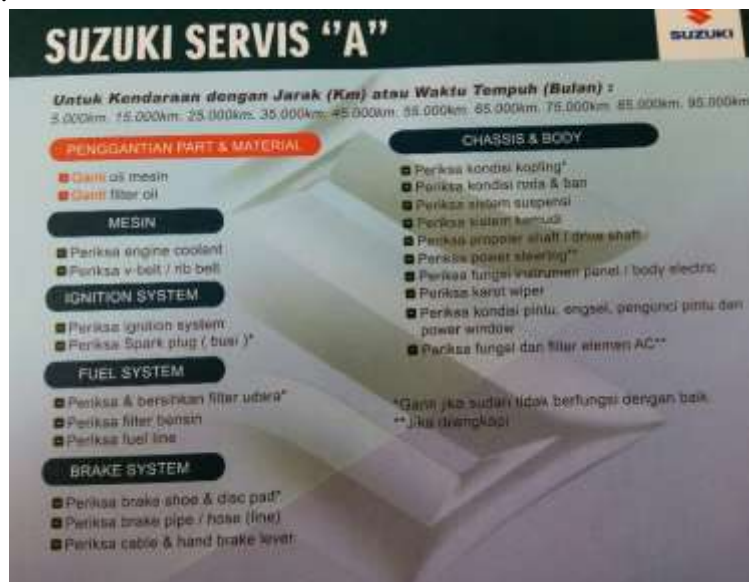 SUZUKI SERVIS "A"
SUZUKI
Untuk Kendaraan dengan Jarak (Km) atau Waktu Tempuh (Bulan) :
5.000km. 15.000km. 25.000km. 35.000km. 45.000km. 55.000km. 65.000km. 75.000km. 85.000km. 95.000km
PENGGANTIAN PART & MATERIAL
Ganti oli mesin
Ganti filter oli
MESIN
Periksa engine coolant
Periksa v-belt / rib belt
IGNITION SYSTEM
Periksa ignition system
Periksa Spark plug ( busi )*
FUEL SYSTEM
Periksa & bersihkan filter udara*
Periksa filter bensin
Periksa fuel line
BRAKE SYSTEM
Periksa brake shoe & disc pad*
Periksa brake pipe / hose (line)
Periksa cable & hand brake lever
CHASSIS & BODY
Periksa kondisi kopling*
Periksa kondisi roda & ban
Periksa sistem suspensi
Periksa sistem kemudi
Periksa propeler shaft / drive shaft
Periksa power steering**
Periksa fungsi instrumen panel / body electric
Periksa karet wiper
Periksa kondisi pintu, engsel, pengunci pintu dan
power window
Periksa fungsi dan filter elemen AC**
*Ganti jika sudah tidak berfungsi dengan baik
**Jika dilengkapi